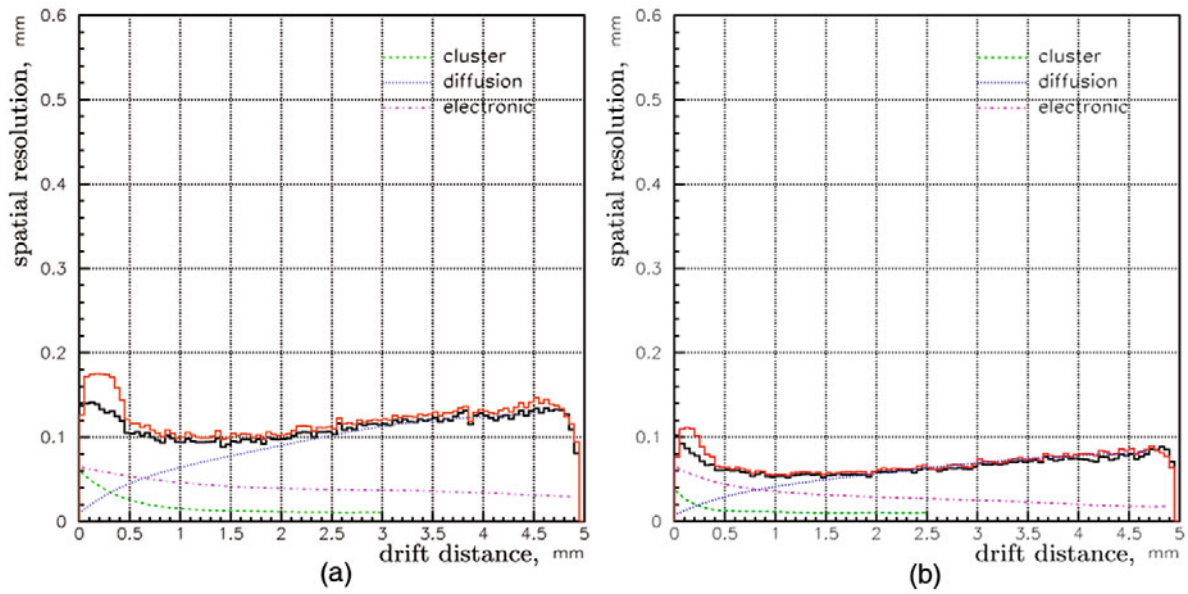 spatial resolution, mm
0.6
0.5
0.4
0.3
0.2
0.1
0
cluster
diffusion
electronic
0 0.5 1 1.5 2 2.5 3 3.5 4 4.5 5
drift distance, mm
(a)
spatial resolution, mm
0.6
0.5
0.4
0.3
0.2
0.1
0
cluster
diffusion
electronic
0 0.5 1 1.5 2 2.5 3 3.5 4 4.5 5
drift distance, mm
(b)